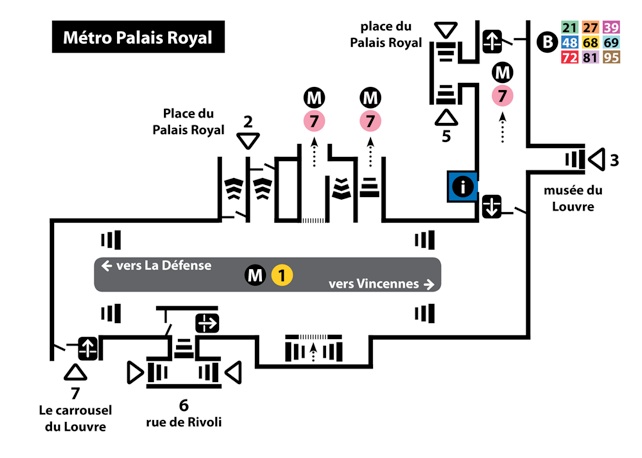 Métro Palais Royal
place du
Palais Royal
B
21 27 39
48 68 69
72 81 95
M
7
5
3
musée du
Louvre
Place du
Palais Royal
2
M
7
M
7
i
← vers La Défense
M 1
vers Vincennes →
7
Le carrousel
du Louvre
6
rue de Rivoli